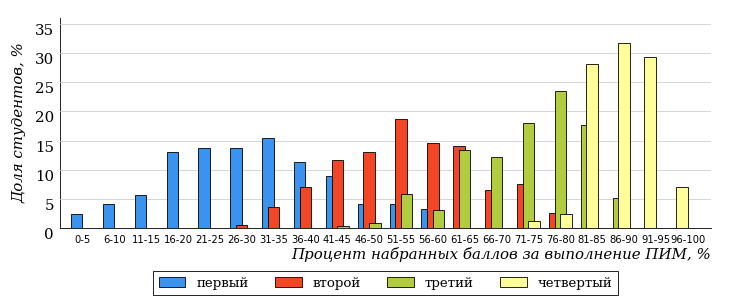 Доля студентов, %
35
30
25
20
15
10
5
0
0-5 6-10 11-15 16-20 21-25 26-30 31-35 36-40 41-45 46-50 51-55 56-60 61-65 66-70 71-75 76-80 81-85 86-90 91-95 96-100
Процент набранных баллов за выполнение ПИМ, %
первый второй третий четвертый